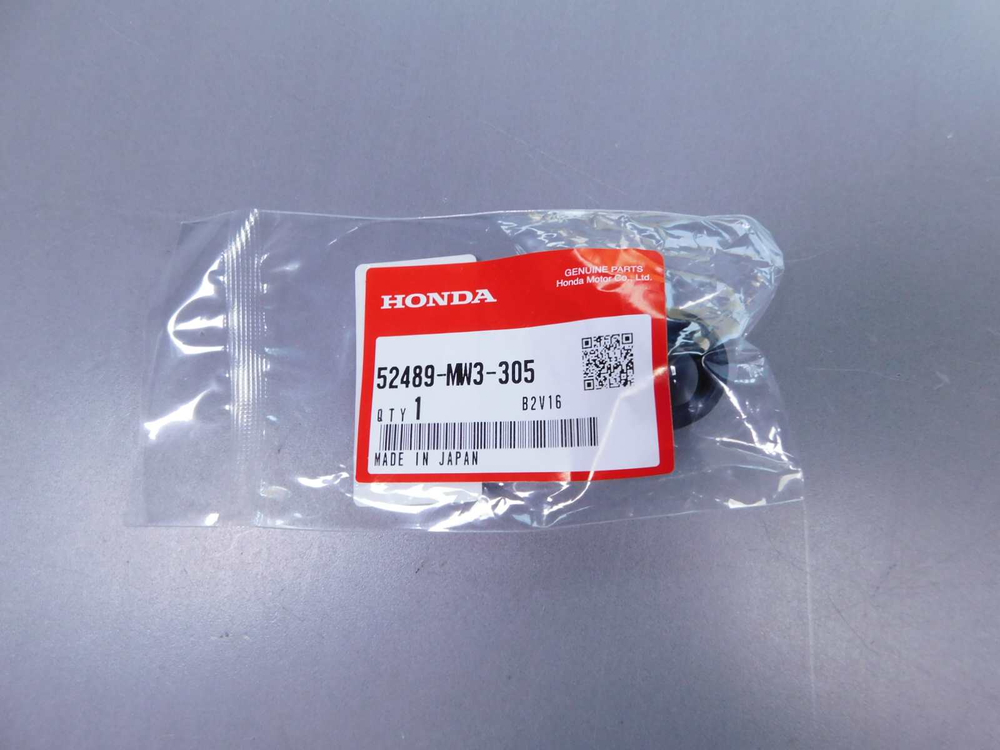 GENUINE PARTS
Honda Motor Co., Ltd.
HONDA
52489-MW3-305
QTY 1 B2V16
MADE IN JAPAN